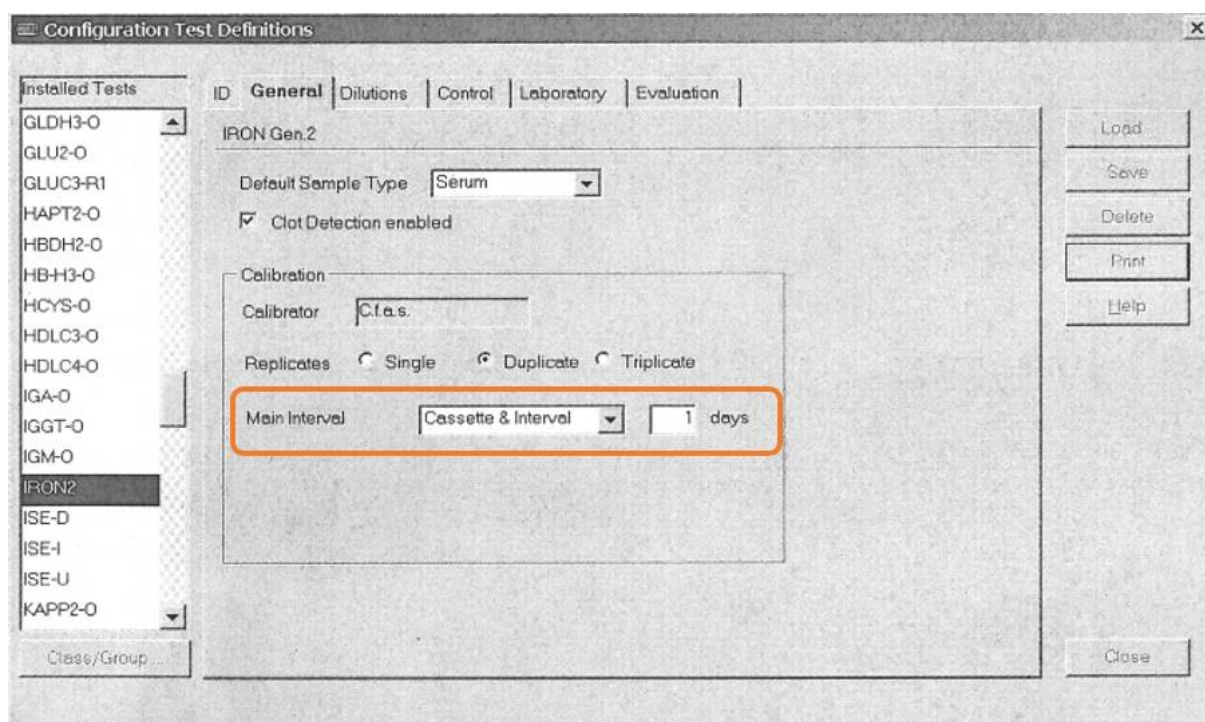 Configuration Test Definitions
Installed Tests
GLDH3-O
GLU2-O
GLUC3-R1
HAPT2-O
HBDH2-O
HB-H3-O
HCYS-O
HDLC3-O
HDLC4-O
IGA-O
IGGT-O
IGM-O
IRON2
ISE-D
ISE-I
ISE-U
KAPP2-O
Class/Group ...
ID General Dilutions Control Laboratory Evaluation
IRON Gen.2
Default Sample Type Serum
Clot Detection enabled
Calibration
Calibrator C.f.a.s.
Replicates Single Duplicate Triplicate
Main Interval Cassette & Interval 1 days
Load
Save
Delete
Print
Help
Close